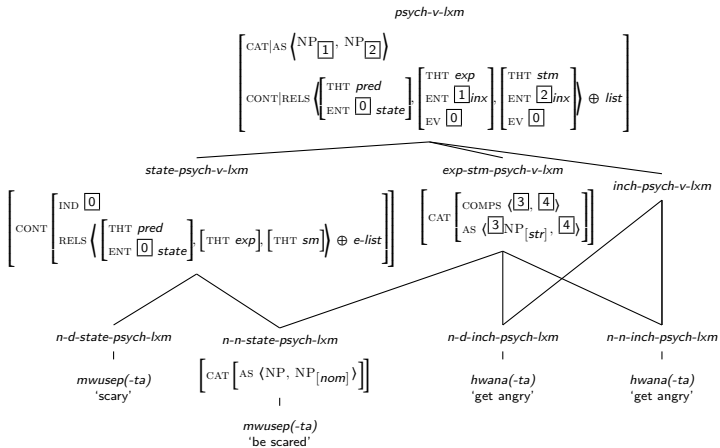 psych-v-lxm
CAT|AS ⟨NP[1], NP[2]⟩
CONT|RELS ⟨[THT pred ENT [0] state], [THT exp ENT [1]inx EV [0]], [THT stm ENT [2]inx EV [0]]⟩ ⊕ list
state-psych-v-lxm exp-stm-psych-v-lxm inch-psych-v-lxm
CONT [IND [0] RELS ⟨[THT pred ENT [0] state], [THT exp], [THT sm]⟩ ⊕ e-list]
CAT [COMPS ⟨[3], [4]⟩ AS ⟨[3]NP[str], [4]⟩]
n-d-state-psych-lxm n-n-state-psych-lxm n-d-inch-psych-lxm n-n-inch-psych-lxm
[CAT [AS ⟨NP, NP[nom]⟩]]
mwusep(-ta) hwana(-ta) hwana(-ta)
‘scary’ ‘get angry’ ‘get angry’
mwusep(-ta)
‘be scared’